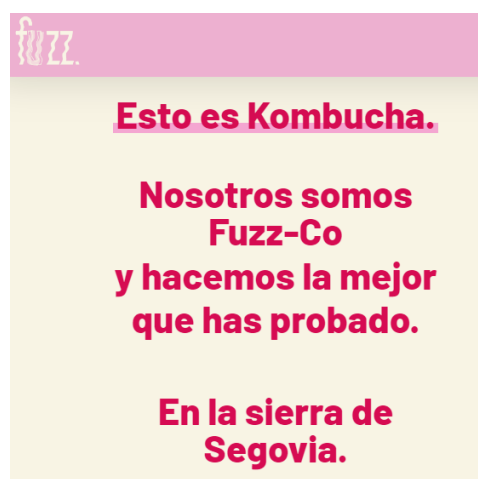 fuzz.
Esto es Kombucha.
Nosotros somos
Fuzz-Co
y hacemos la mejor
que has probado.
En la sierra de
Segovia.